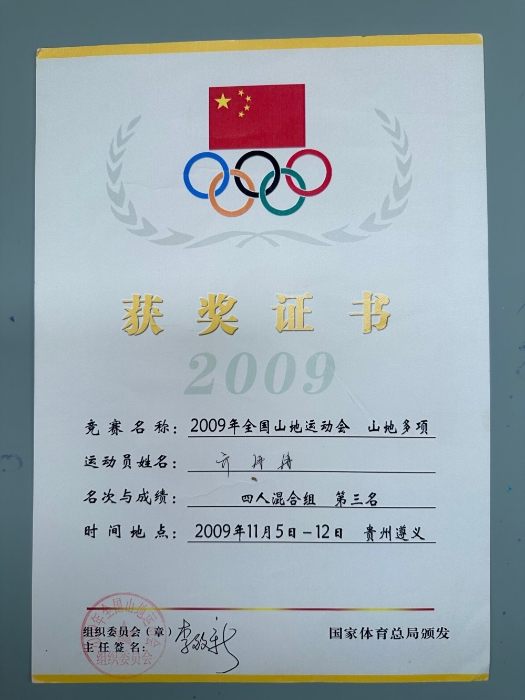 获奖证书
2009
竞赛名称：2009年全国山地运动会 山地多项
运动员姓名：
名次与成绩：四人混合组 第三名
时间地点：2009年11月5日－12日 贵州遵义
组织委员会（章）
主任签名：
国家体育总局颁发